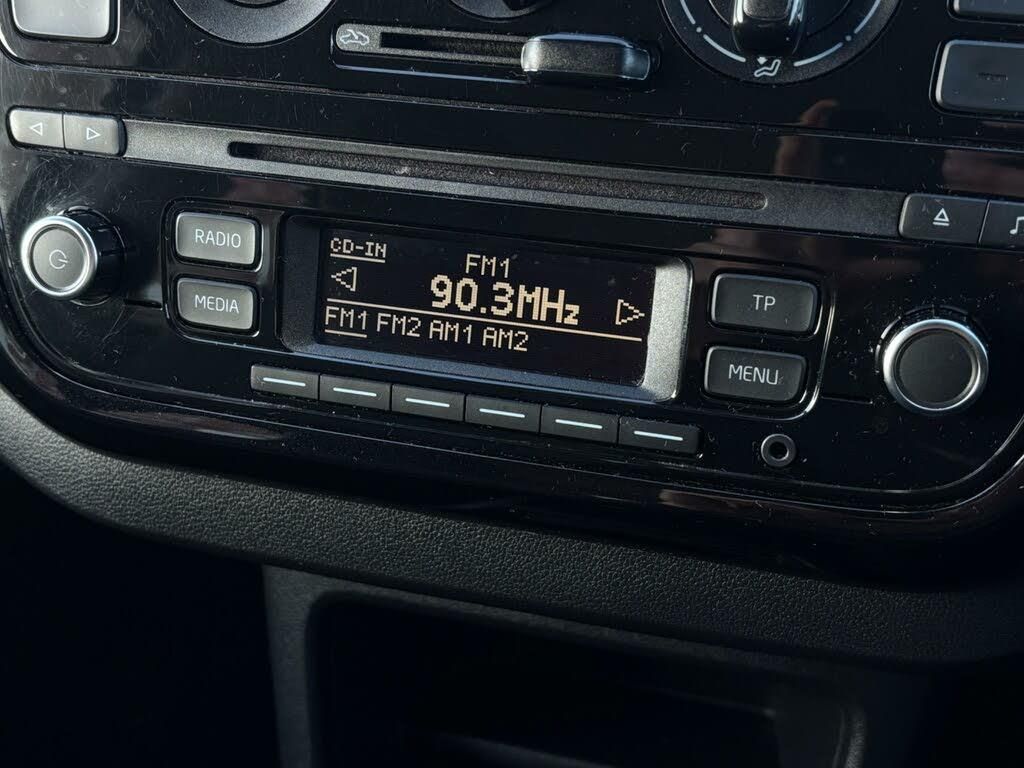 RADIO
MEDIA
CD-IN
FM1
90.3MHz
FM1 FM2 AM1 AM2
TP
MENU